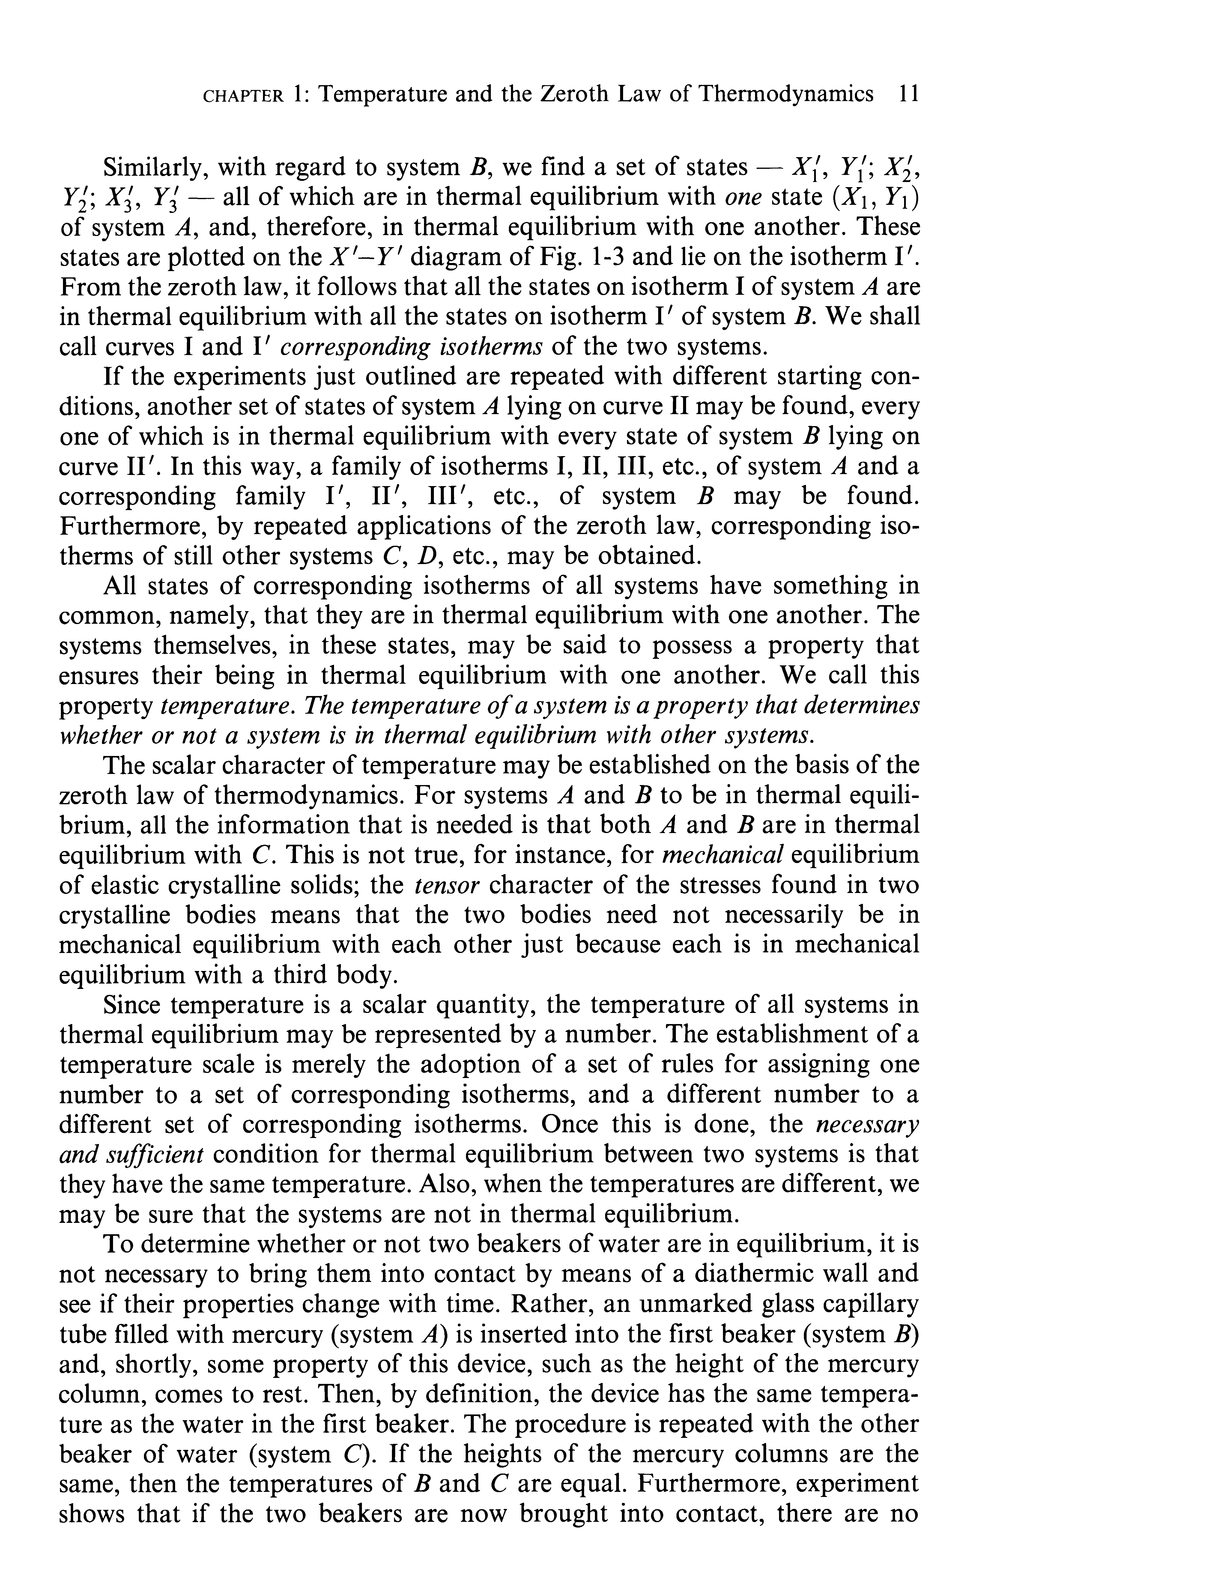 CHAPTER 1: Temperature and the Zeroth Law of Thermodynamics 11
Similarly, with regard to system B, we find a set of states — X₁′, Y₁′; X₂′,
Y₂′; X₃′, Y₃′ — all of which are in thermal equilibrium with one state (X₁, Y₁)
of system A, and, therefore, in thermal equilibrium with one another. These
states are plotted on the X′–Y′ diagram of Fig. 1-3 and lie on the isotherm I′.
From the zeroth law, it follows that all the states on isotherm I of system A are
in thermal equilibrium with all the states on isotherm I′ of system B. We shall
call curves I and I′ corresponding isotherms of the two systems.
If the experiments just outlined are repeated with different starting con-
ditions, another set of states of system A lying on curve II may be found, every
one of which is in thermal equilibrium with every state of system B lying on
curve II′. In this way, a family of isotherms I, II, III, etc., of system A and a
corresponding family I′, II′, III′, etc., of system B may be found.
Furthermore, by repeated applications of the zeroth law, corresponding iso-
therms of still other systems C, D, etc., may be obtained.
All states of corresponding isotherms of all systems have something in
common, namely, that they are in thermal equilibrium with one another. The
systems themselves, in these states, may be said to possess a property that
ensures their being in thermal equilibrium with one another. We call this
property temperature. The temperature of a system is a property that determines
whether or not a system is in thermal equilibrium with other systems.
The scalar character of temperature may be established on the basis of the
zeroth law of thermodynamics. For systems A and B to be in thermal equili-
brium, all the information that is needed is that both A and B are in thermal
equilibrium with C. This is not true, for instance, for mechanical equilibrium
of elastic crystalline solids; the tensor character of the stresses found in two
crystalline bodies means that the two bodies need not necessarily be in
mechanical equilibrium with each other just because each is in mechanical
equilibrium with a third body.
Since temperature is a scalar quantity, the temperature of all systems in
thermal equilibrium may be represented by a number. The establishment of a
temperature scale is merely the adoption of a set of rules for assigning one
number to a set of corresponding isotherms, and a different number to a
different set of corresponding isotherms. Once this is done, the necessary
and sufficient condition for thermal equilibrium between two systems is that
they have the same temperature. Also, when the temperatures are different, we
may be sure that the systems are not in thermal equilibrium.
To determine whether or not two beakers of water are in equilibrium, it is
not necessary to bring them into contact by means of a diathermic wall and
see if their properties change with time. Rather, an unmarked glass capillary
tube filled with mercury (system A) is inserted into the first beaker (system B)
and, shortly, some property of this device, such as the height of the mercury
column, comes to rest. Then, by definition, the device has the same tempera-
ture as the water in the first beaker. The procedure is repeated with the other
beaker of water (system C). If the heights of the mercury columns are the
same, then the temperatures of B and C are equal. Furthermore, experiment
shows that if the two beakers are now brought into contact, there are no